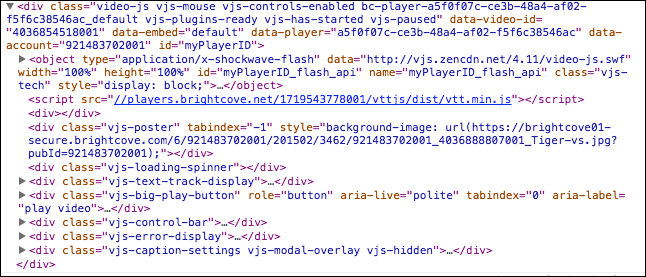 ▼<div class="video-js vjs-mouse vjs-controls-enabled bc-player-a5f0f07c-ce3b-48a4-af02-
f5f6c38546ac_default vjs-plugins-ready vjs-has-started vjs-paused" data-video-id=
"4036854518001" data-embed="default" data-player="a5f0f07c-ce3b-48a4-af02-f5f6c38546ac" data-
account="921483702001" id="myPlayerID">
▶<object type="application/x-shockwave-flash" data="http://vjs.zencdn.net/4.11/video-js.swf"
width="100%" height="100%" id="myPlayerID_flash_api" name="myPlayerID_flash_api" class="vjs-
tech" style="display: block;">…</object>
<script src="//players.brightcove.net/1719543778001/vttjs/dist/vtt.min.js"></script>
<div></div>
<div class="vjs-poster" tabindex="-1" style="background-image: url(https://brightcove01-
secure.brightcove.com/6/921483702001/201502/3462/921483702001_4036888807001_Tiger-vs.jpg?
pubId=921483702001);"></div>
<div class="vjs-loading-spinner"></div>
▶<div class="vjs-text-track-display">…</div>
▶<div class="vjs-big-play-button" role="button" aria-live="polite" tabindex="0" aria-label=
"play video">…</div>
▶<div class="vjs-control-bar">…</div>
▶<div class="vjs-error-display">…</div>
▶<div class="vjs-caption-settings vjs-modal-overlay vjs-hidden">…</div>
</div>